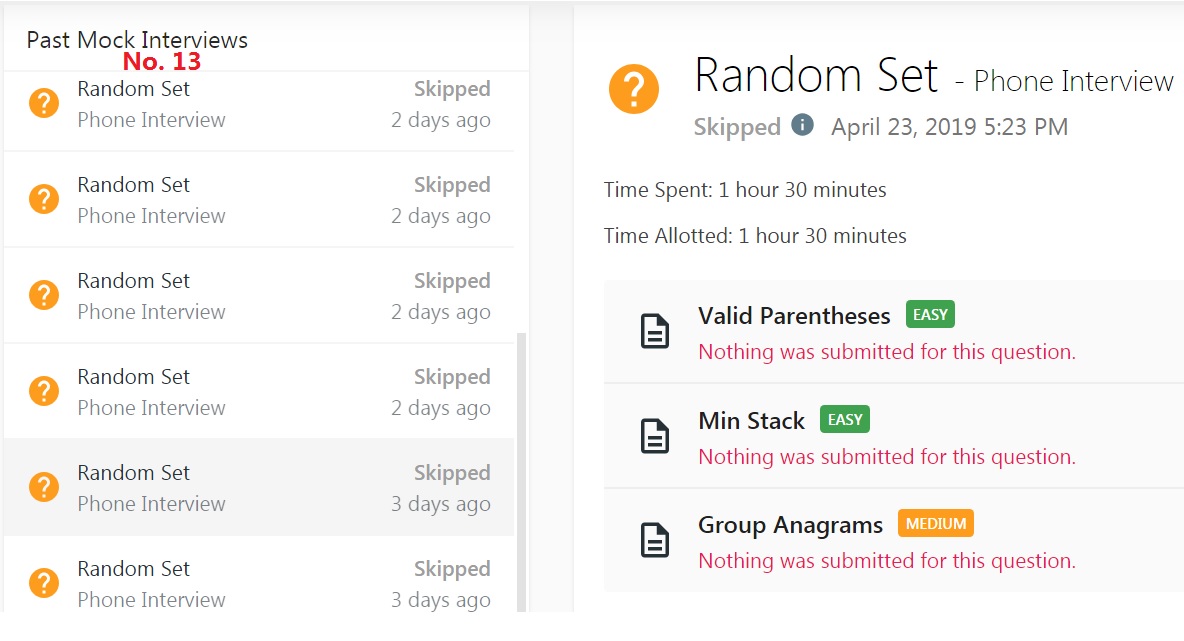 Past Mock Interviews
No. 13
Random Set Skipped
Phone Interview 2 days ago
Random Set Skipped
Phone Interview 2 days ago
Random Set Skipped
Phone Interview 2 days ago
Random Set Skipped
Phone Interview 2 days ago
Random Set Skipped
Phone Interview 3 days ago
Random Set Skipped
Phone Interview 3 days ago
Random Set - Phone Interview
Skipped April 23, 2019 5:23 PM
Time Spent: 1 hour 30 minutes
Time Allotted: 1 hour 30 minutes
Valid Parentheses EASY
Nothing was submitted for this question.
Min Stack EASY
Nothing was submitted for this question.
Group Anagrams MEDIUM
Nothing was submitted for this question.